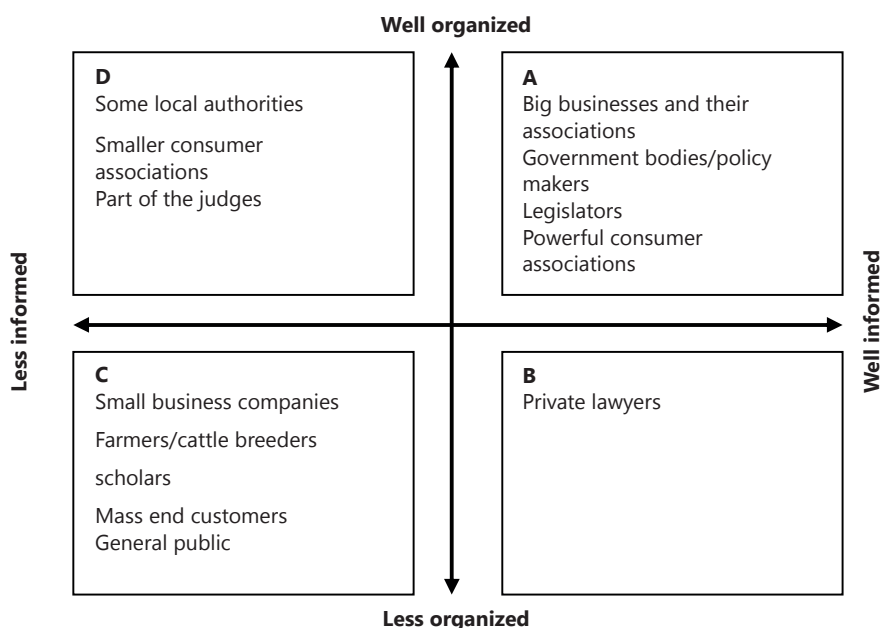 Well organized
D
Some local authorities
Smaller consumer
associations
Part of the judges
A
Big businesses and their
associations
Government bodies/policy
makers
Legislators
Powerful consumer
associations
Less informed
Well informed
C
Small business companies
Farmers/cattle breeders
scholars
Mass end customers
General public
B
Private lawyers
Less organized